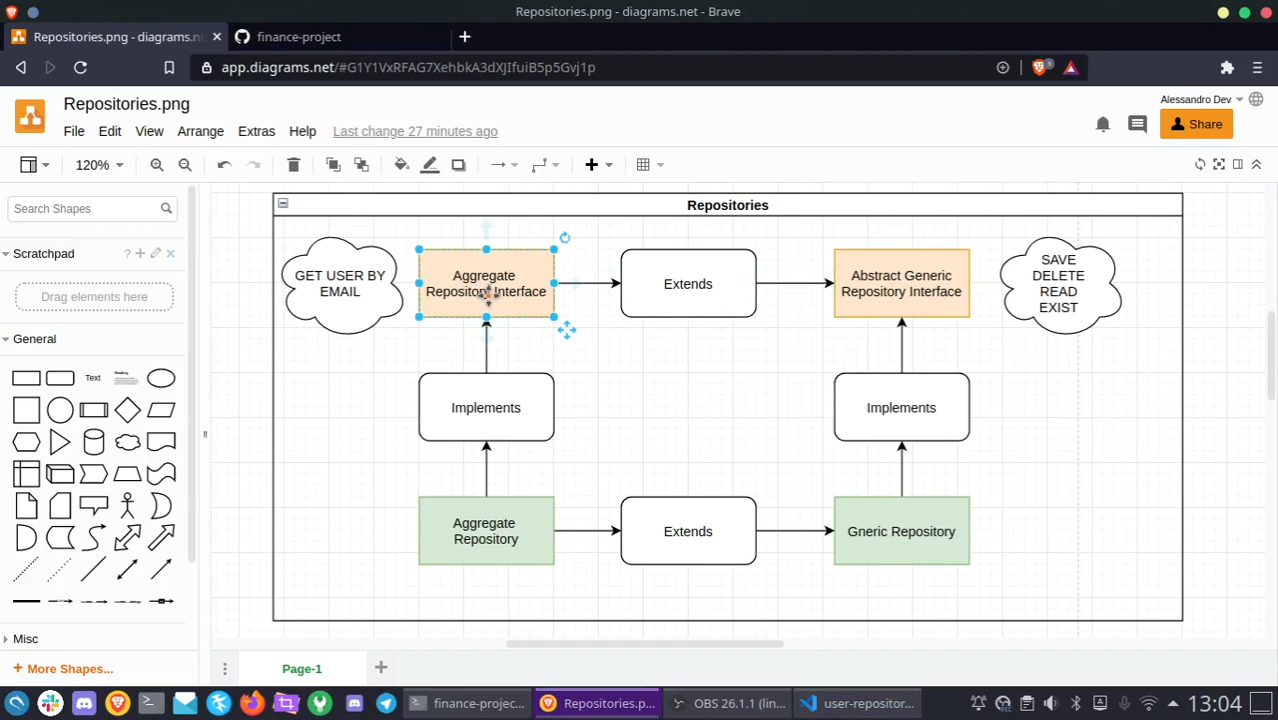 Repositories.png - diagrams.net - Brave
Repositories.png - diagrams.ne
finance-project
app.diagrams.net/#G1Y1VxRFAG7XehbkA3dXJIfuiB5p5Gvj1p
Repositories.png
Alessandro Dev
File Edit View Arrange Extras Help Last change 27 minutes ago
Share
120%
Search Shapes
Repositories
Scratchpad
Drag elements here
General
Text
Heading
Misc
+ More Shapes...
GET USER BY
EMAIL
Aggregate
Repository Interface
Extends
Abstract Generic
Repository Interface
SAVE
DELETE
READ
EXIST
Implements
Implements
Aggregate
Repository
Extends
Gneric Repository
Page-1
finance-projec...
Repositories.p...
OBS 26.1.1 (lin...
user-repositor...
13:04